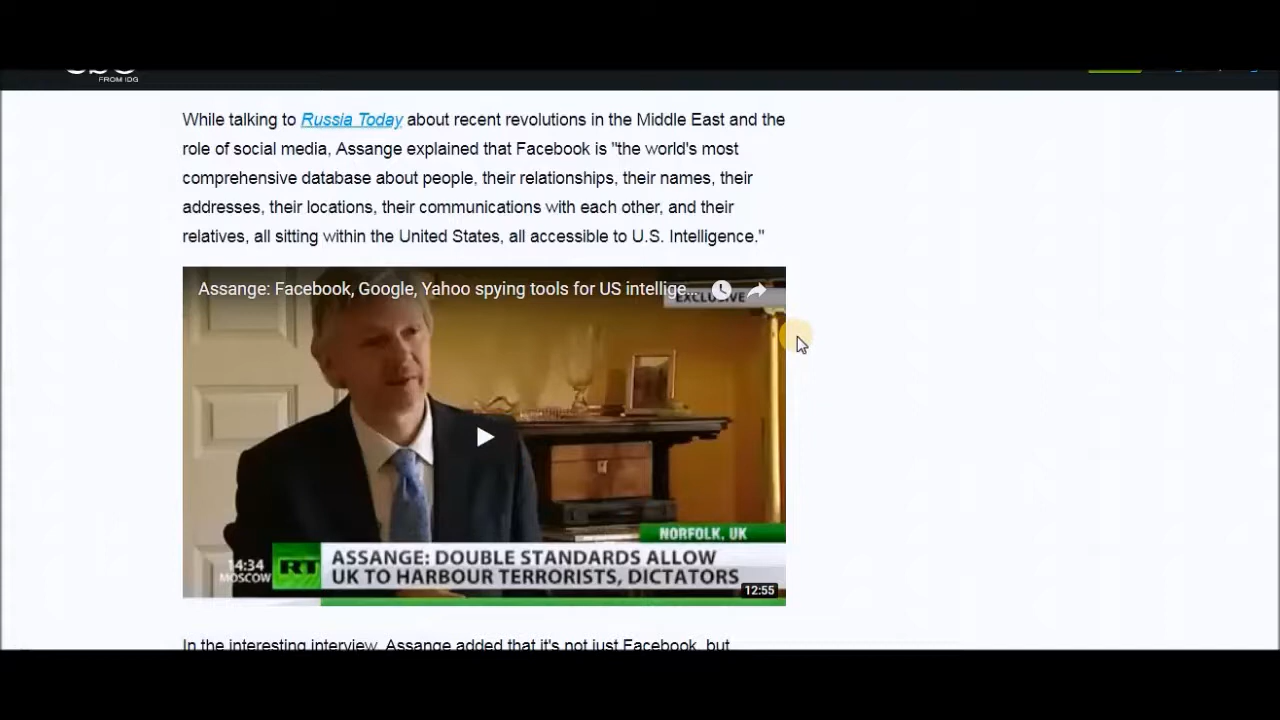 FROM IDG
While talking to Russia Today about recent revolutions in the Middle East and the
role of social media, Assange explained that Facebook is "the world's most
comprehensive database about people, their relationships, their names, their
addresses, their locations, their communications with each other, and their
relatives, all sitting within the United States, all accessible to U.S. Intelligence."
Assange: Facebook, Google, Yahoo spying tools for US intellige...
EXCLUSIVE
NORFOLK, UK
14:34
MOSCOW
RT
ASSANGE: DOUBLE STANDARDS ALLOW
UK TO HARBOUR TERRORISTS, DICTATORS
12:55
In the interesting interview, Assange added that it's not just Facebook, but